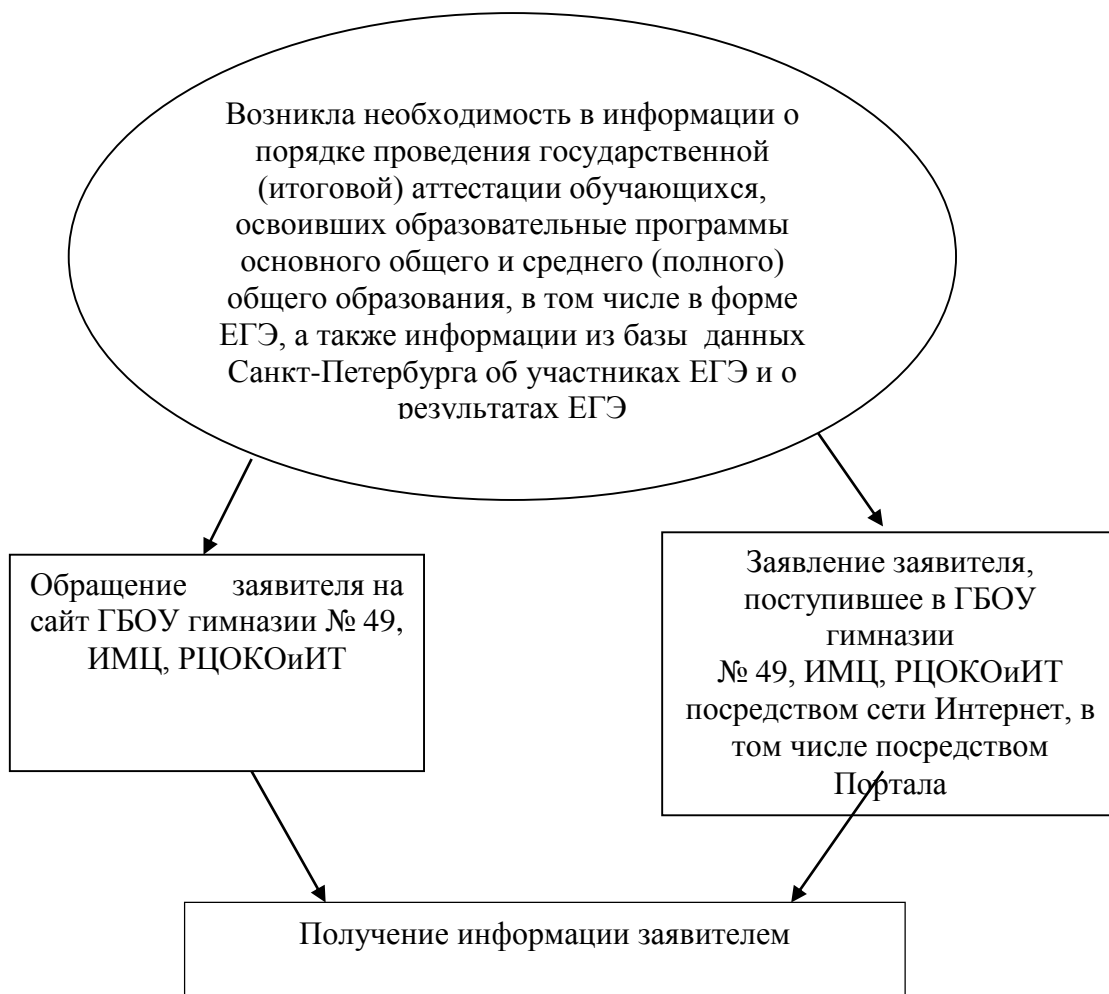 Возникла необходимость в информации о
порядке проведения государственной
(итоговой) аттестации обучающихся,
освоивших образовательные программы
основного общего и среднего (полного)
общего образования, в том числе в форме
ЕГЭ, а также информации из базы данных
Санкт-Петербурга об участниках ЕГЭ и о
результатах ЕГЭ
Обращение заявителя на
сайт ГБОУ гимназии № 49,
ИМЦ, РЦОКОиИТ
Заявление заявителя,
поступившее в ГБОУ
гимназии
№ 49, ИМЦ, РЦОКОиИТ
посредством сети Интернет, в
том числе посредством
Портала
Получение информации заявителем